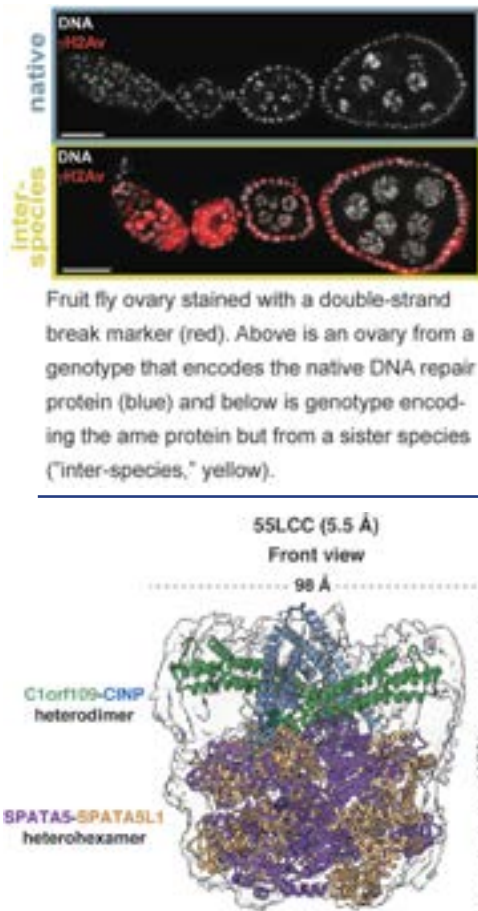 native
DNA
γH2Av
inter-
species
DNA
γH2Av
Fruit fly ovary stained with a double-strand
break marker (red). Above is an ovary from a
genotype that encodes the native DNA repair
protein (blue) and below is genotype encod-
ing the ame protein but from a sister species
("inter-species," yellow).
55LCC (5.5 Å)
Front view
98 Å
C1orf109-CINP
heterodimer
SPATA5-SPATA5L1
heterohexamer